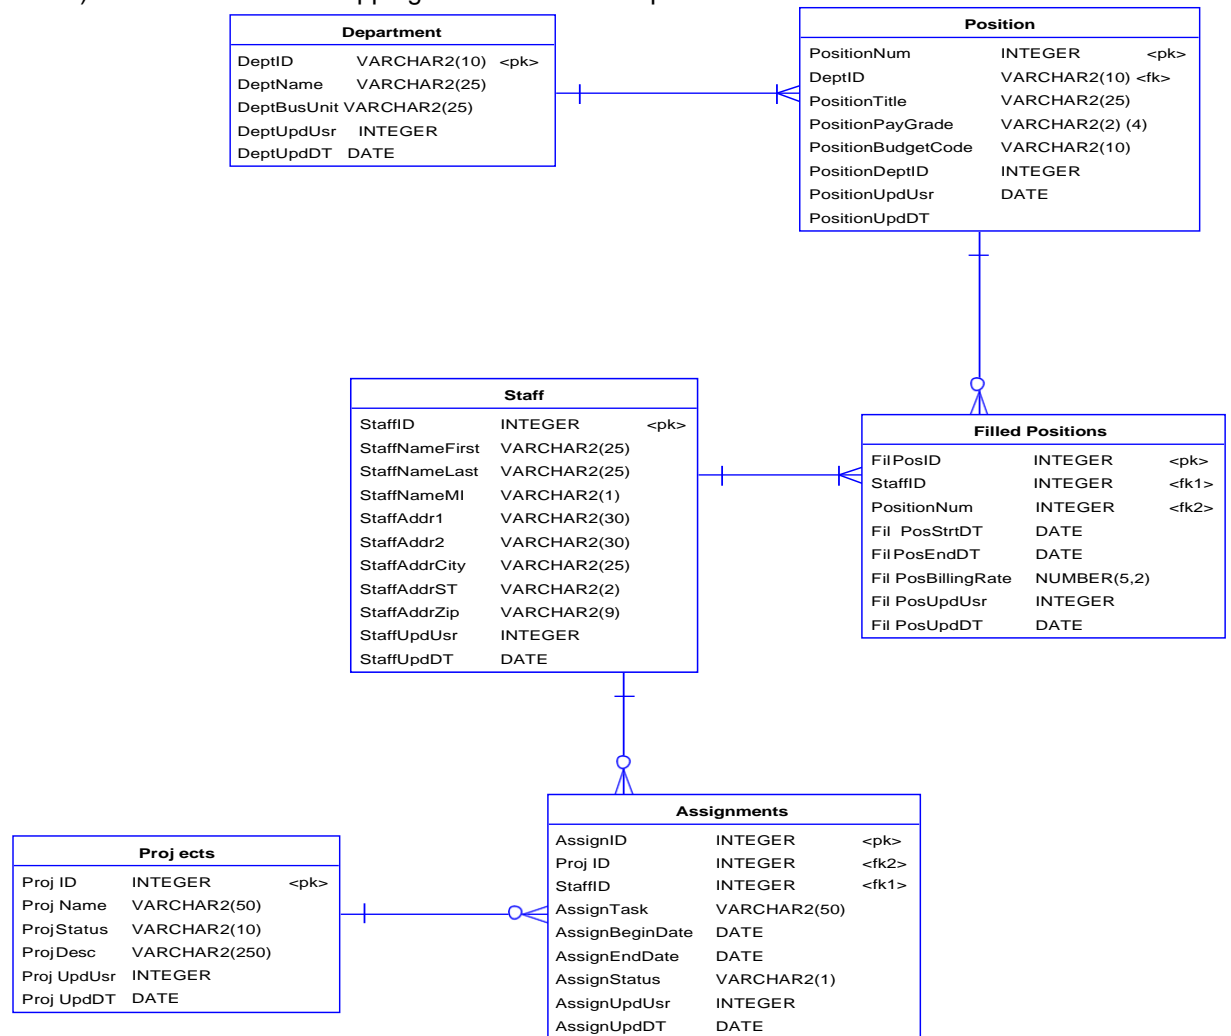 Department
DeptID VARCHAR2(10) <pk>
DeptName VARCHAR2(25)
DeptBusUnit VARCHAR2(25)
DeptUpdUsr INTEGER
DeptUpdDT DATE
Position
PositionNum INTEGER <pk>
DeptID VARCHAR2(10) <fk>
PositionTitle VARCHAR2(25)
PositionPayGrade VARCHAR2(2) (4)
PositionBudgetCode VARCHAR2(10)
PositionDeptID INTEGER
PositionUpdUsr DATE
PositionUpdDT
Staff
StaffID INTEGER <pk>
StaffNameFirst VARCHAR2(25)
StaffNameLast VARCHAR2(25)
StaffNameMI VARCHAR2(1)
StaffAddr1 VARCHAR2(30)
StaffAddr2 VARCHAR2(30)
StaffAddrCity VARCHAR2(25)
StaffAddrST VARCHAR2(2)
StaffAddrZip VARCHAR2(9)
StaffUpdUsr INTEGER
StaffUpdDT DATE
Filled Positions
FilPosID INTEGER <pk>
StaffID INTEGER <fk1>
PositionNum INTEGER <fk2>
Fil PosStrtDT DATE
FilPosEndDT DATE
Fil PosBillingRate NUMBER(5,2)
Fil PosUpdUsr INTEGER
Fil PosUpdDT DATE
Proj ects
Proj ID INTEGER <pk>
Proj Name VARCHAR2(50)
ProjStatus VARCHAR2(10)
ProjDesc VARCHAR2(250)
Proj UpdUsr INTEGER
Proj UpdDT DATE
Assignments
AssignID INTEGER <pk>
Proj ID INTEGER <fk2>
StaffID INTEGER <fk1>
AssignTask VARCHAR2(50)
AssignBeginDate DATE
AssignEndDate DATE
AssignStatus VARCHAR2(1)
AssignUpdUsr INTEGER
AssignUpdDT DATE